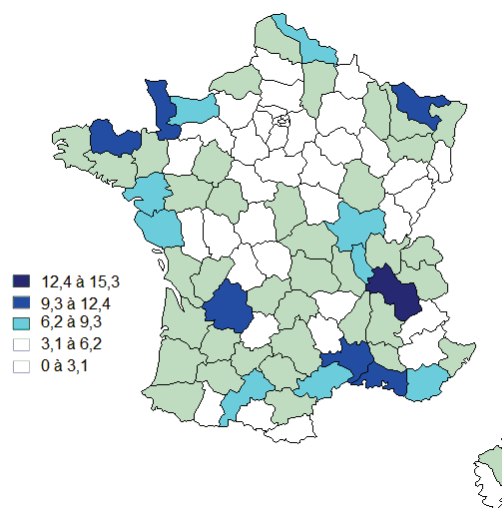 12,4 à 15,3
9,3 à 12,4
6,2 à 9,3
3,1 à 6,2
0 à 3,1